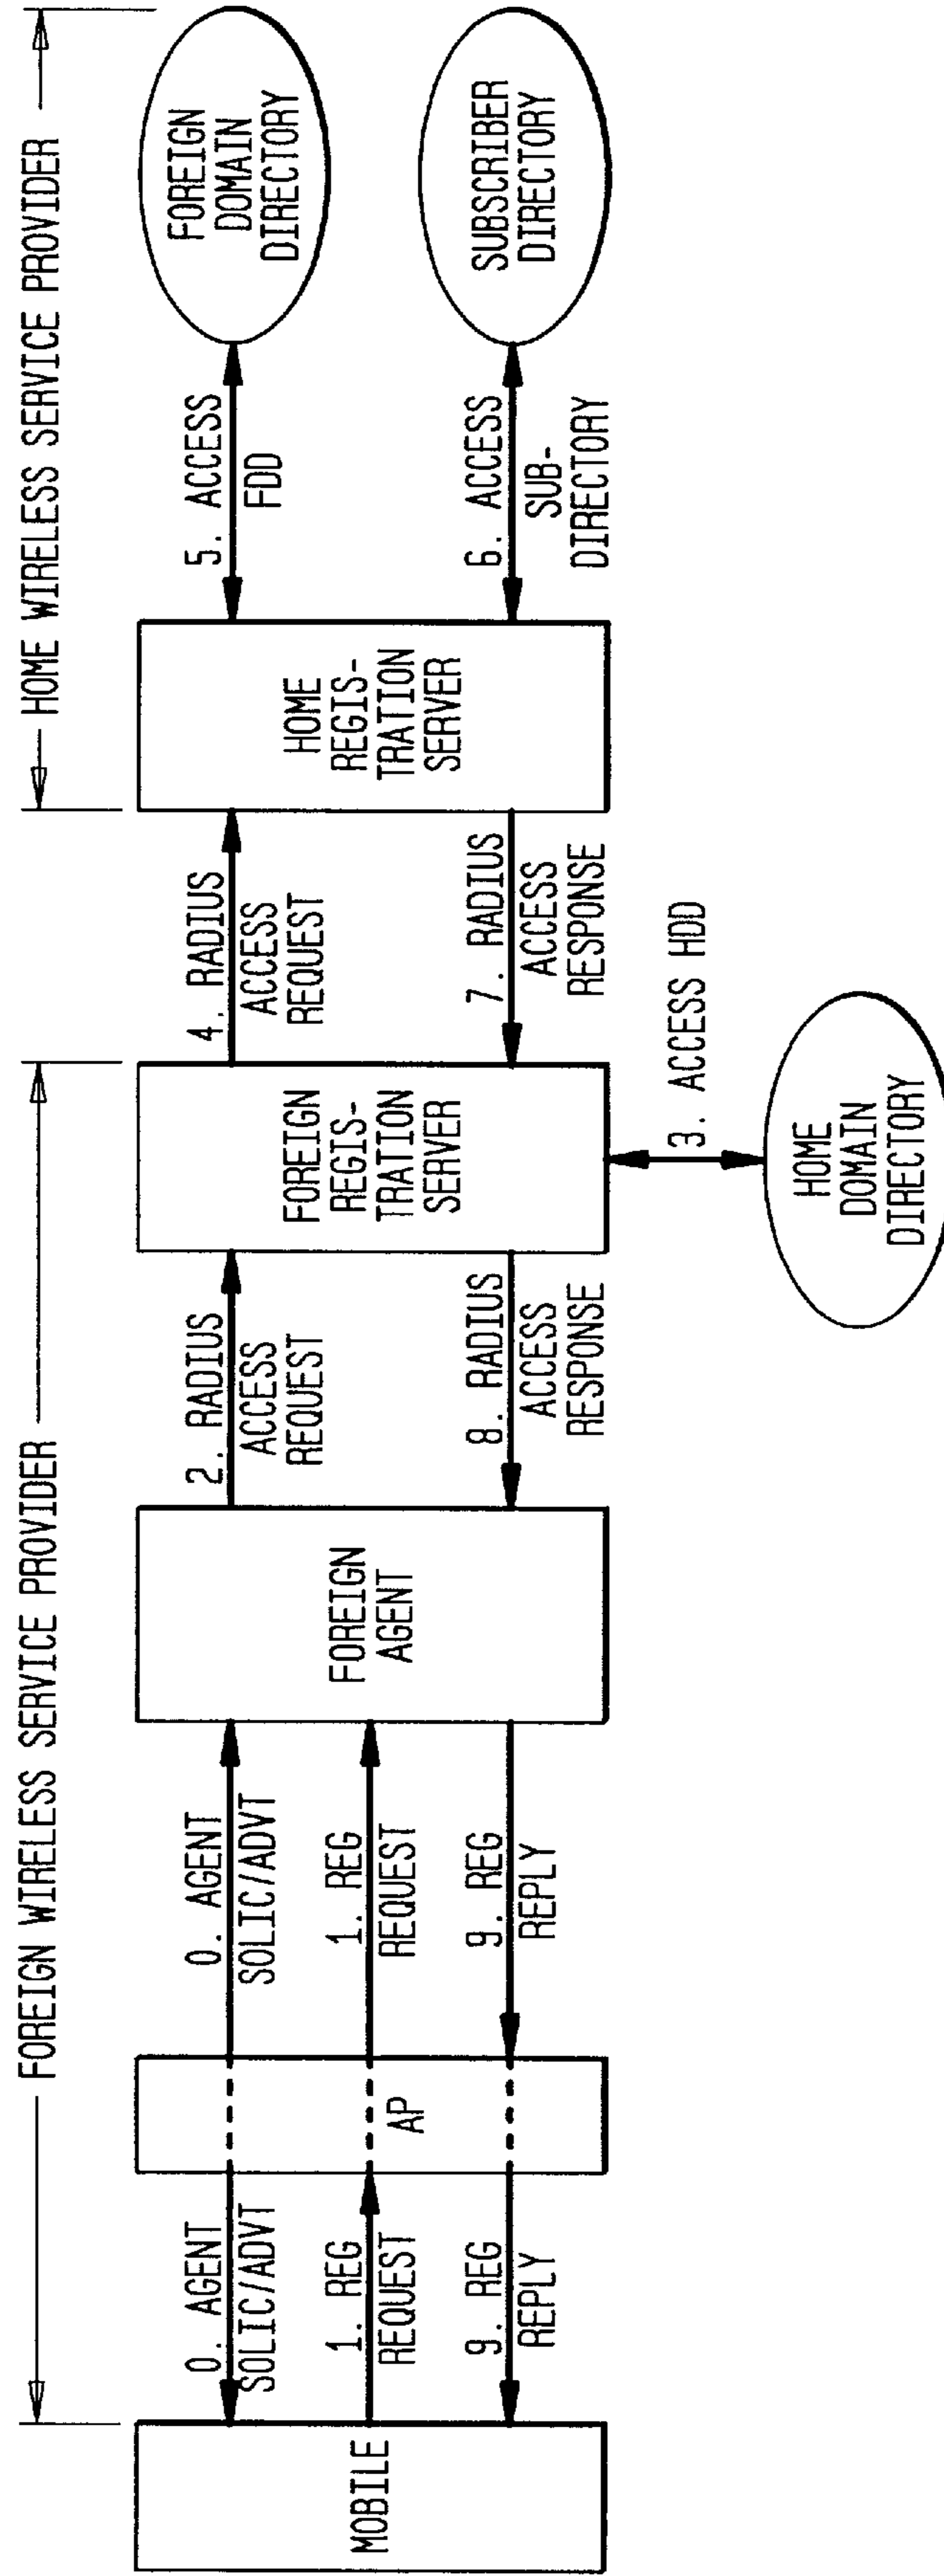 FOREIGN WIRELESS SERVICE PROVIDER
HOME WIRELESS SERVICE PROVIDER
MOBILE
0. AGENT
SOLIC/ADVT
1. REG
REQUEST
9. REG
REPLY
AP
0. AGENT
SOLIC/ADVT
1. REG
REQUEST
9. REG
REPLY
FOREIGN
AGENT
2. RADIUS
ACCESS
REQUEST
8. RADIUS
ACCESS
RESPONSE
FOREIGN
REGIS-
TRATION
SERVER
3. ACCESS HDD
HOME
DOMAIN
DIRECTORY
4. RADIUS
ACCESS
REQUEST
7. RADIUS
ACCESS
RESPONSE
HOME
REGIS-
TRATION
SERVER
5. ACCESS
FDD
6. ACCESS
SUB-
DIRECTORY
FOREIGN
DOMAIN
DIRECTORY
SUBSCRIBER
DIRECTORY